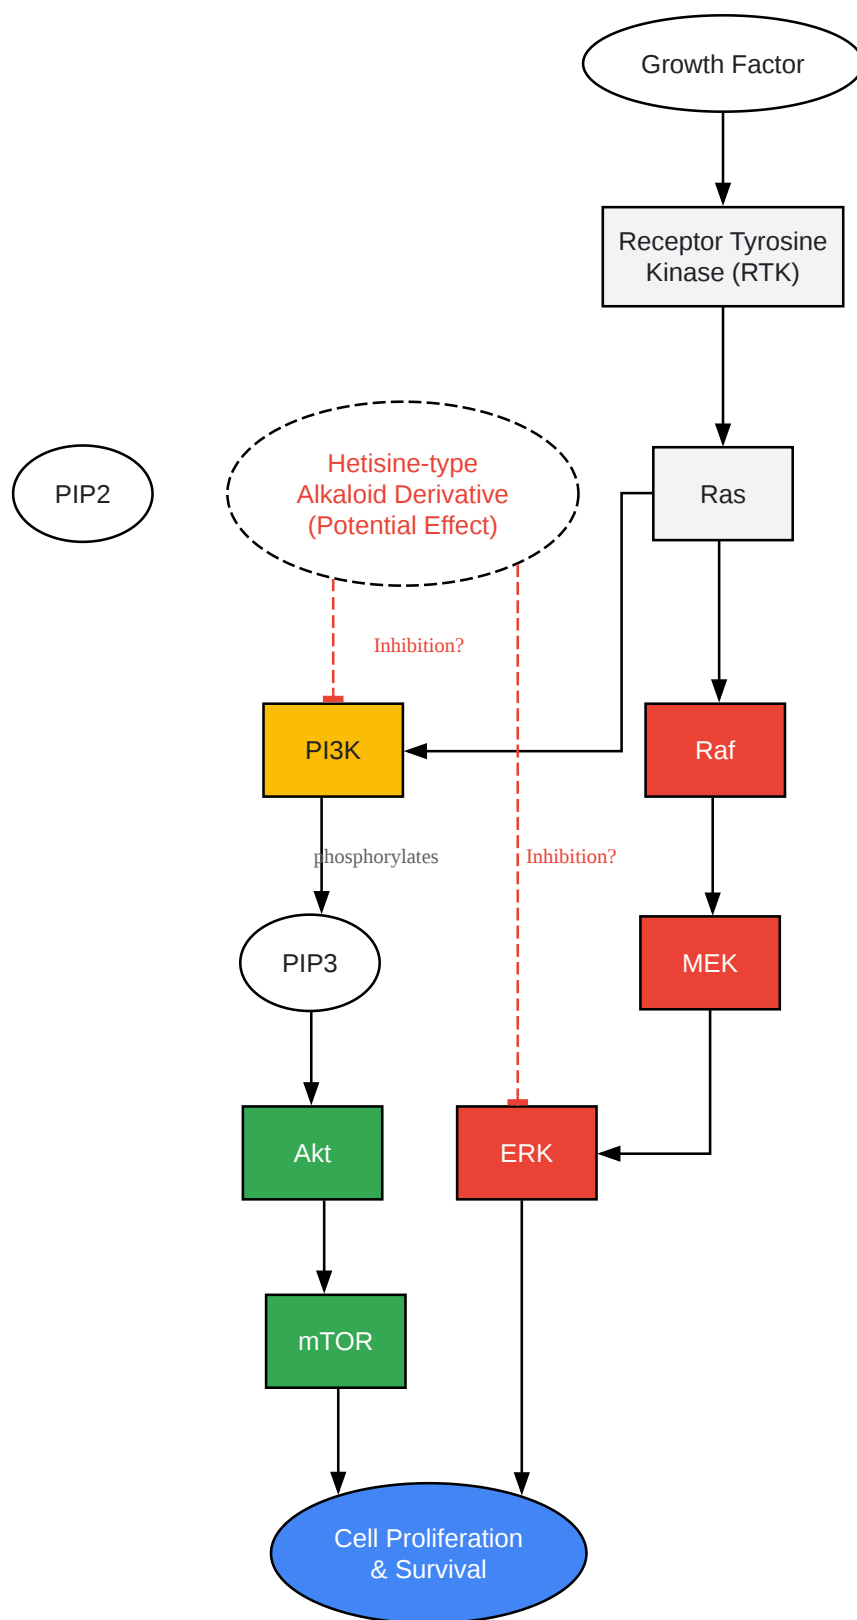 Growth Factor
Receptor Tyrosine
Kinase (RTK)
Hetisine-type
Alkaloid Derivative
(Potential Effect)
PIP2
Ras
Inhibition?
PI3K
Raf
phosphorylates
Inhibition?
PIP3
MEK
Akt
ERK
mTOR
Cell Proliferation
& Survival